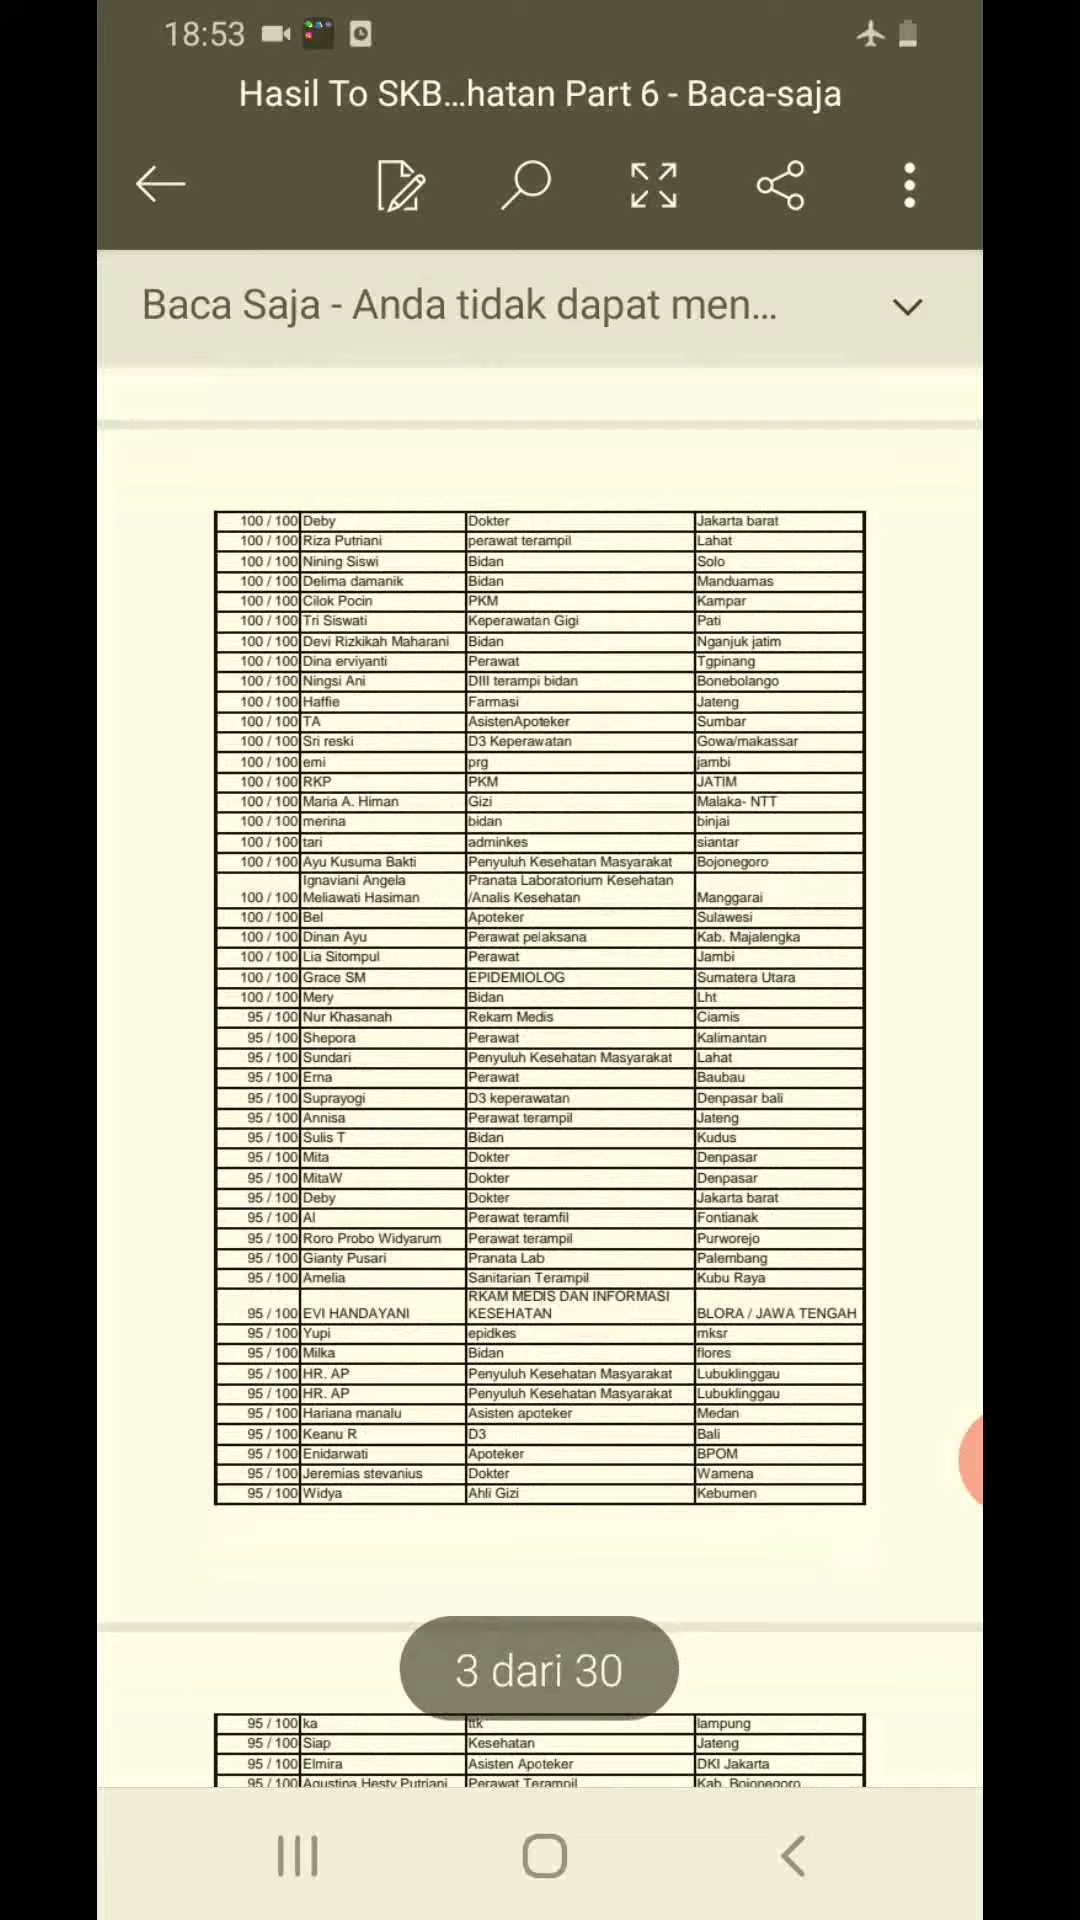 18:53
Hasil To SKB...hatan Part 6 - Baca-saja
Baca Saja - Anda tidak dapat men...
100 / 100 Deby Dokter Jakarta barat
100 / 100 Riza Putriani perawat terampil Lahat
100 / 100 Nining Siswi Bidan Solo
100 / 100 Delima damanik Bidan Manduamas
100 / 100 Cilok Pocin PKM Kampar
100 / 100 Tri Siswati Keperawatan Gigi Pati
100 / 100 Devi Rizkikah Maharani Bidan Nganjuk jatim
100 / 100 Dina erviyanti Perawat Tgpinang
100 / 100 Ningsi Ani DIII terampi bidan Bonebolango
100 / 100 Haffie Farmasi Jateng
100 / 100 TA AsistenApoteker Sumbar
100 / 100 Sri reski D3 Keperawatan Gowa/makassar
100 / 100 emi prg jambi
100 / 100 RKP PKM JATIM
100 / 100 Maria A. Himan Gizi Malaka- NTT
100 / 100 merina bidan binjai
100 / 100 tari adminkes siantar
100 / 100 Ayu Kusuma Bakti Penyuluh Kesehatan Masyarakat Bojonegoro
Ignaviani Angela Pranata Laboratorium Kesehatan
100 / 100 Meliawati Hasiman /Analis Kesehatan Manggarai
100 / 100 Bel Apoteker Sulawesi
100 / 100 Dinan Ayu Perawat pelaksana Kab. Majalengka
100 / 100 Lia Sitompul Perawat Jambi
100 / 100 Grace SM EPIDEMIOLOG Sumatera Utara
100 / 100 Mery Bidan Lht
95 / 100 Nur Khasanah Rekam Medis Ciamis
95 / 100 Shepora Perawat Kalimantan
95 / 100 Sundari Penyuluh Kesehatan Masyarakat Lahat
95 / 100 Erna Perawat Baubau
95 / 100 Suprayogi D3 keperawatan Denpasar bali
95 / 100 Annisa Perawat terampil Jateng
95 / 100 Sulis T Bidan Kudus
95 / 100 Mita Dokter Denpasar
95 / 100 MitaW Dokter Denpasar
95 / 100 Deby Dokter Jakarta barat
95 / 100 Al Perawat teramfil Fontianak
95 / 100 Roro Probo Widyarum Perawat terampil Purworejo
95 / 100 Gianty Pusari Pranata Lab Palembang
95 / 100 Amelia Sanitarian Terampil Kubu Raya
RKAM MEDIS DAN INFORMASI
95 / 100 EVI HANDAYANI KESEHATAN BLORA / JAWA TENGAH
95 / 100 Yupi epidkes mksr
95 / 100 Milka Bidan flores
95 / 100 HR. AP Penyuluh Kesehatan Masyarakat Lubuklinggau
95 / 100 HR. AP Penyuluh Kesehatan Masyarakat Lubuklinggau
95 / 100 Hariana manalu Asisten apoteker Medan
95 / 100 Keanu R D3 Bali
95 / 100 Enidarwati Apoteker BPOM
95 / 100 Jeremias stevanius Dokter Wamena
95 / 100 Widya Ahli Gizi Kebumen
3 dari 30
95 / 100 ka ttk lampung
95 / 100 Siap Kesehatan Jateng
95 / 100 Elmira Asisten Apoteker DKI Jakarta
95 / 100 Agustina Hesty Putriani Perawat Terampil Kab. Bojonegoro